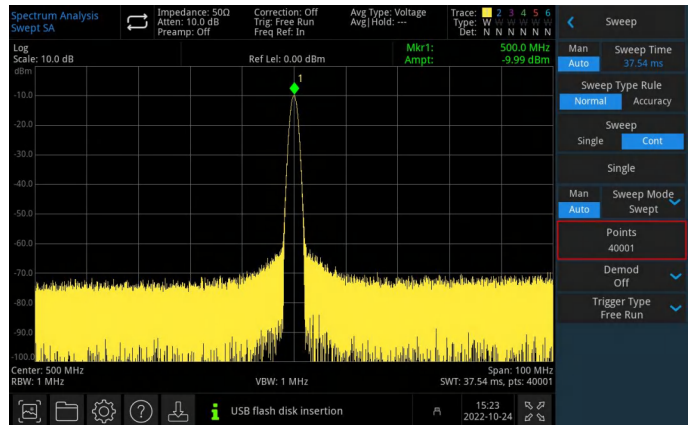 Spectrum Analysis
Swept SA
Impedance: 50Ω
Atten: 10.0 dB
Preamp: Off
Correction: Off
Trig: Free Run
Freq Ref: In
Avg Type: Voltage
Avg|Hold: ---
Trace: 1 2 3 4 5 6
Type: W W W W W W
Det: N N N N N N
Log
Scale: 10.0 dB
Ref Lel: 0.00 dBm
Mkr1: 500.0 MHz
Ampt: -9.99 dBm
dBm
1
-10.0
-20.0
-30.0
-40.0
-50.0
-60.0
-70.0
-80.0
-90.0
-100.0
Center: 500 MHz
Span: 100 MHz
RBW: 1 MHz
VBW: 1 MHz
SWT: 37.54 ms, pts: 40001
USB flash disk insertion
15:23
2022-10-24
Sweep
Man
Auto
Sweep Time
37.54 ms
Sweep Type Rule
Normal Accuracy
Sweep
Single Cont
Single
Man
Auto
Sweep Mode
Swept
Points
40001
Demod
Off
Trigger Type
Free Run